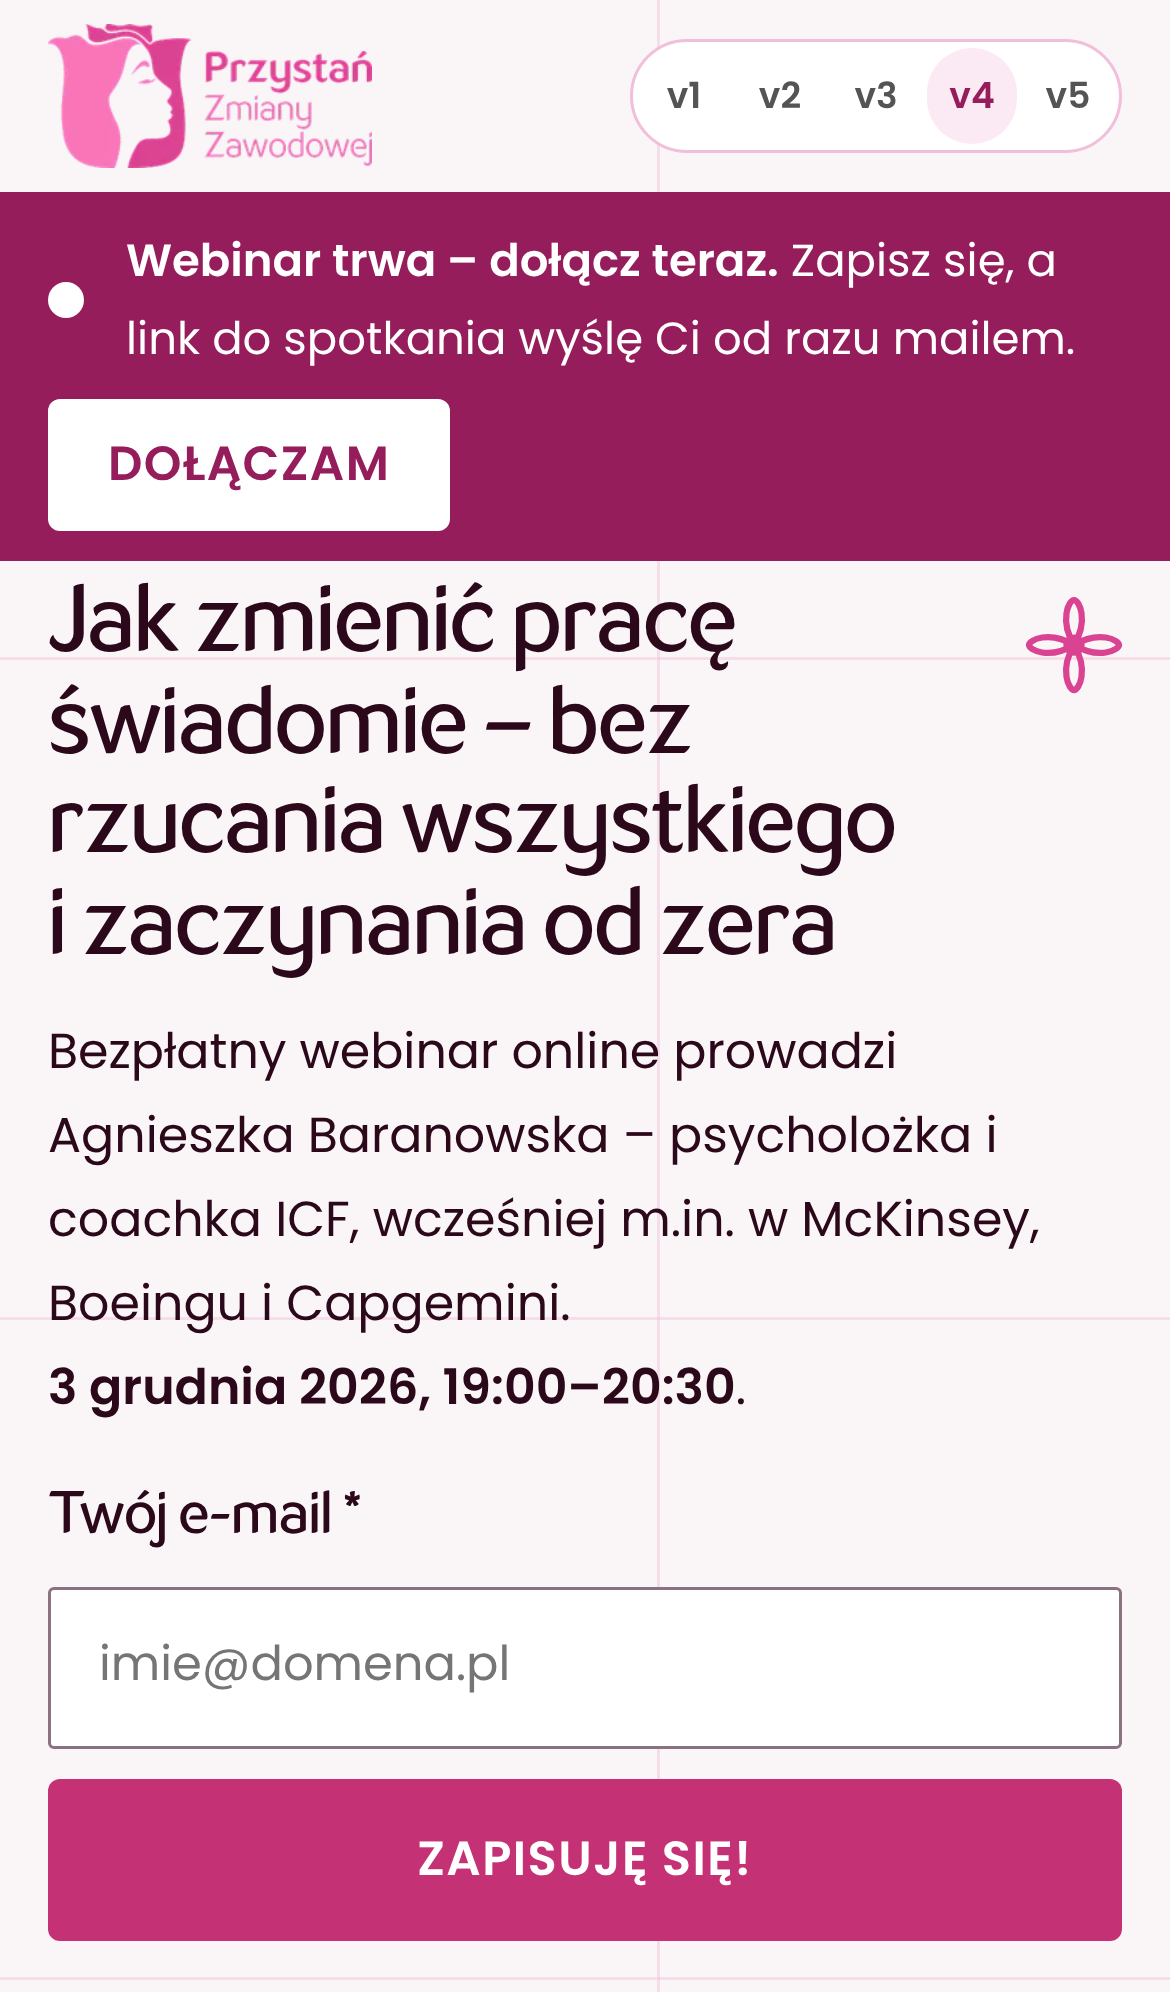 Przystań
Zmiany
Zawodowej
v1 v2 v3 v4 v5
Webinar trwa – dołącz teraz. Zapisz się, a
link do spotkania wyślę Ci od razu mailem.
DOŁĄCZAM
Jak zmienić pracę
świadomie – bez
rzucania wszystkiego
i zaczynania od zera
Bezpłatny webinar online prowadzi
Agnieszka Baranowska – psycholożka i
coachka ICF, wcześniej m.in. w McKinsey,
Boeingu i Capgemini.
3 grudnia 2026, 19:00–20:30.
Twój e-mail *
imie@domena.pl
ZAPISUJĘ SIĘ!